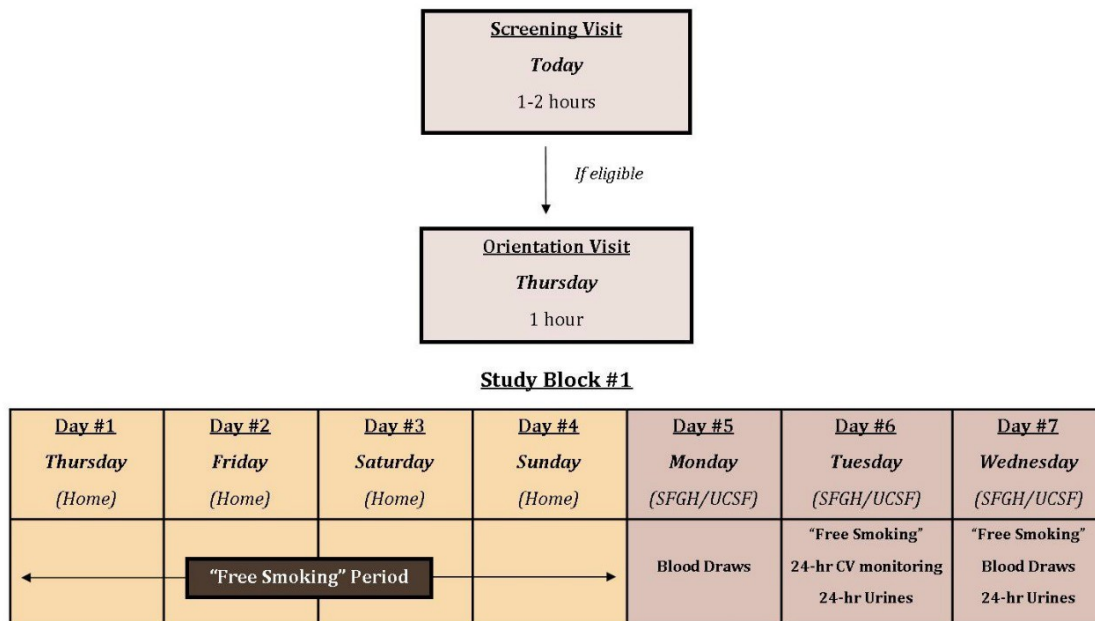 Screening Visit
Today
1-2 hours
If eligible
Orientation Visit
Thursday
1 hour
Study Block #1
Day #1 Day #2 Day #3 Day #4 Day #5 Day #6 Day #7
Thursday Friday Saturday Sunday Monday Tuesday Wednesday
(Home) (Home) (Home) (Home) (SFGH/UCSF) (SFGH/UCSF) (SFGH/UCSF)
“Free Smoking” Period
Blood Draws
“Free Smoking”
24-hr CV monitoring
24-hr Urines
“Free Smoking”
Blood Draws
24-hr Urines